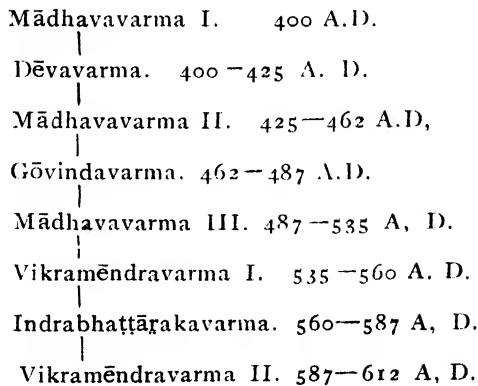 Mādhavavarma I. 400 A.D.
Dēvavarma. 400—425 A. D.
Mādhavavarma II. 425—462 A.D,
Gōvindavarma. 462—487 A.D.
Mādhavavarma III. 487—535 A, D.
Vikramēndravarma I. 535—560 A. D.
Indrabhaṭṭāṟakavarma. 560—587 A, D.
Vikramēndravarma II. 587—612 A, D.